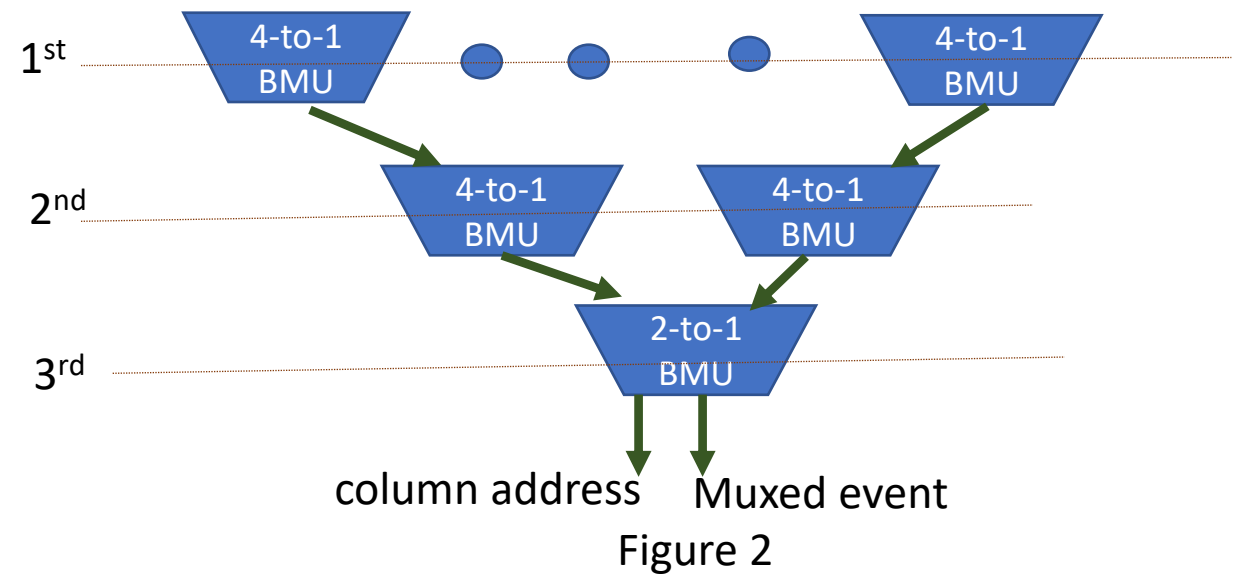 4-to-1
BMU
4-to-1
BMU
1st
4-to-1
BMU
4-to-1
BMU
2nd
2-to-1
BMU
3rd
column address
Muxed event
Figure 2